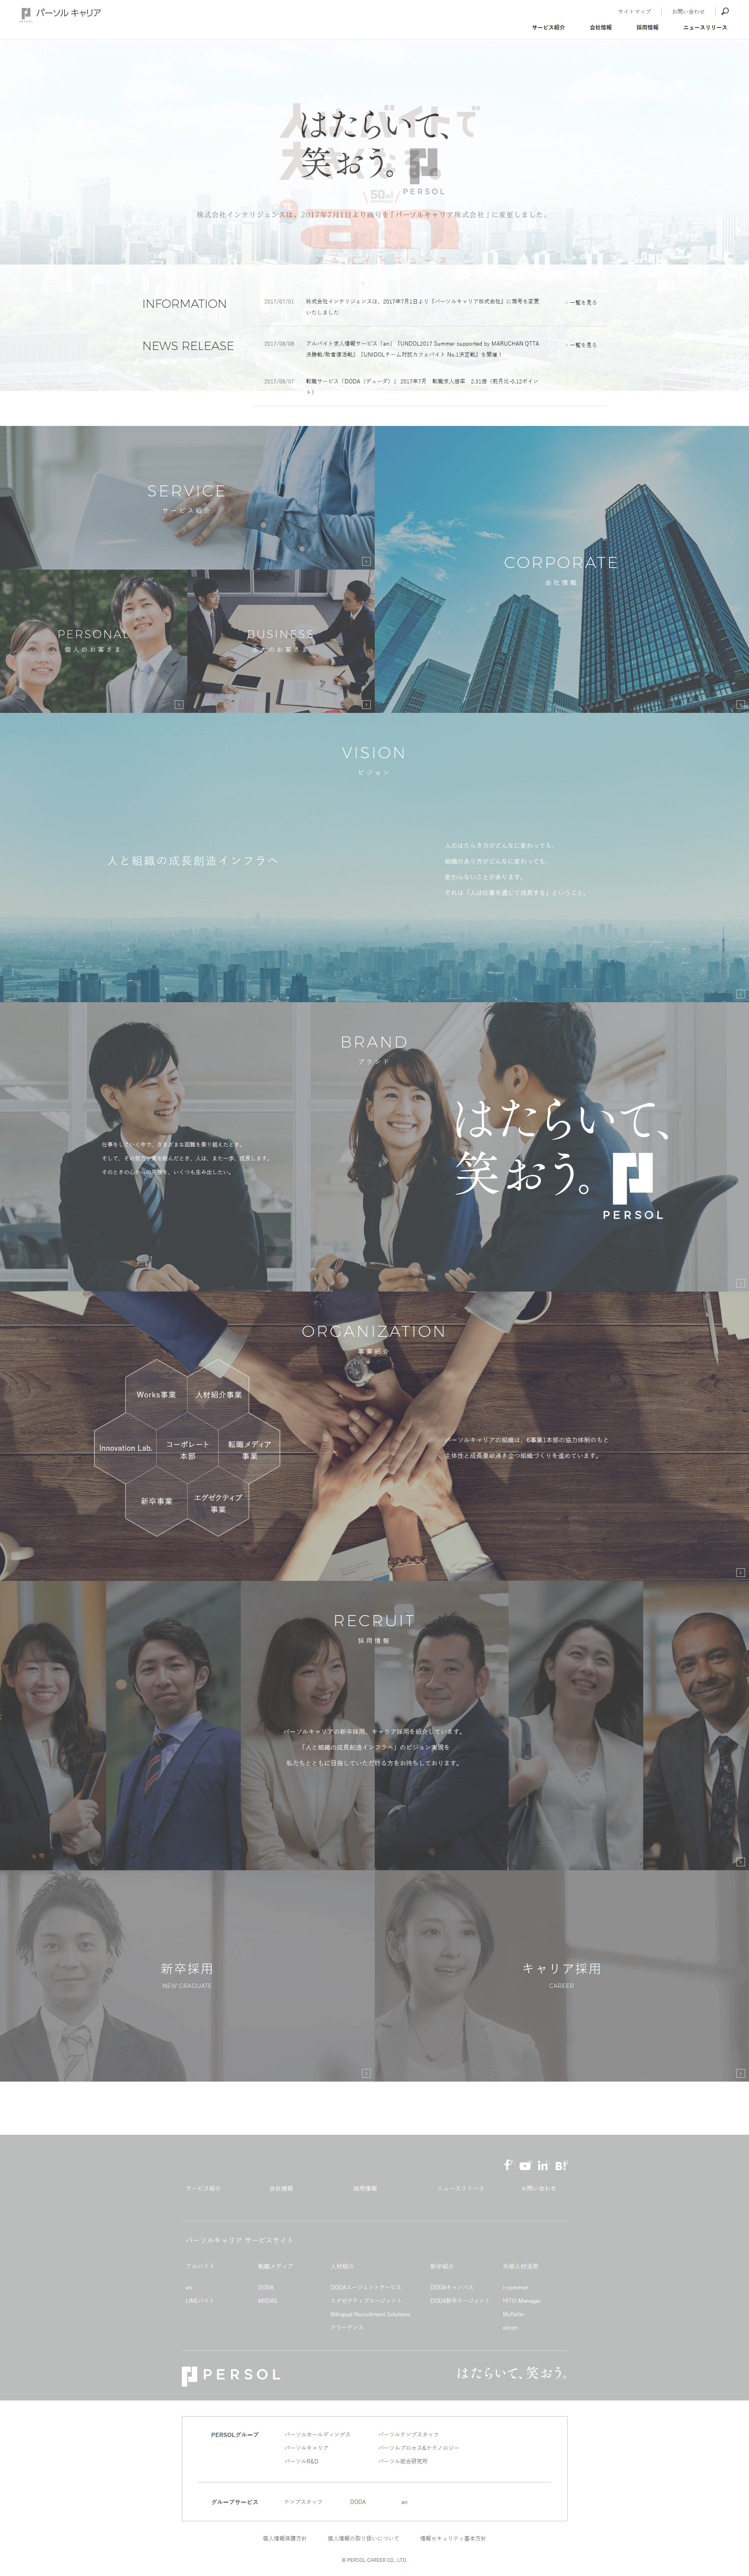 パーソル キャリア
サイトマップ
お問い合わせ
サービス紹介
会社情報
採用情報
ニュースリリース
人はバイトで
はたらいて、
笑おう。
PERSOL
50th!
an
アルバイトニュース
株式会社インテリジェンスは、2017年7月1日より商号を変更「パーソルキャリア株式会社」に変更しました。
INFORMATION
2017/07/01
株式会社インテリジェンスは、2017年7月1日より『パーソルキャリア株式会社』に商号を変更
いたしました
一覧を見る
NEWS RELEASE
2017/08/08
アルバイト求人情報サービス「an」『UNIDOL2017 Summer supported by MARUCHAN QTTA
決勝戦/敗者復活戦』『UNIDOLチーム対抗カフェバイト No.1決定戦』を開催！
一覧を見る
2017/08/07
転職サービス「DODA（デューダ）」 2017年7月 転職求人倍率 2.31倍（前月比-0.12ポイン
ト）
SERVICE
サービス紹介
CORPORATE
会社情報
PERSONAL
個人のお客さま
BUSINESS
法人のお客さま
VISION
ビジョン
人と組織の成長創造インフラへ
人のはたらき方がどんなに変わっても、
組織のあり方がどんなに変わっても、
変わらないことがあります。
それは「人は仕事を通じて成長する」ということ。
BRAND
ブランド
仕事をしていく中で、さまざまな困難を乗り越えたとき。
そして、その努力が実を結んだとき、人は、また一歩、成長します。
そのときの心からの笑顔を、いくつも生み出したい。
はたらいて、
笑おう。
PERSOL
ORGANIZATION
事業紹介
Works事業
人材紹介事業
Innovation Lab.
コーポレート
本部
転職メディア
事業
新卒事業
エグゼクティブ
事業
パーソルキャリアの組織は、6事業1本部の協力体制のもと
主体性と成長意欲湧き立つ組織づくりを進めています。
RECRUIT
採用情報
パーソルキャリアの新卒採用、キャリア採用を紹介しています。
「人と組織の成長創造インフラへ」のビジョン実現を
私たちとともに目指していただける方をお待ちしております。
新卒採用
NEW GRADUATE
キャリア採用
CAREER
サービス紹介
会社情報
採用情報
ニュースリリース
お問い合わせ
パーソルキャリア サービスサイト
アルバイト
an
LINEバイト
転職メディア
DODA
MIIDAS
人材紹介
DODAエージェントサービス
エグゼクティブエージェント
Bilingual Recruitment Solutions
クリーデンス
新卒紹介
DODAキャンパス
DODA新卒エージェント
外部人材活用
i-common
HITO-Manager
MyRefer
eiicon
PERSOL
はたらいて、笑おう。
PERSOLグループ
パーソルホールディングス
パーソルテンプスタッフ
パーソルキャリア
パーソルプロセス&テクノロジー
パーソルR&D
パーソル総合研究所
グループサービス
テンプスタッフ
DODA
an
個人情報保護方針
個人情報の取り扱いについて
情報セキュリティ基本方針
© PERSOL CAREER CO., LTD.